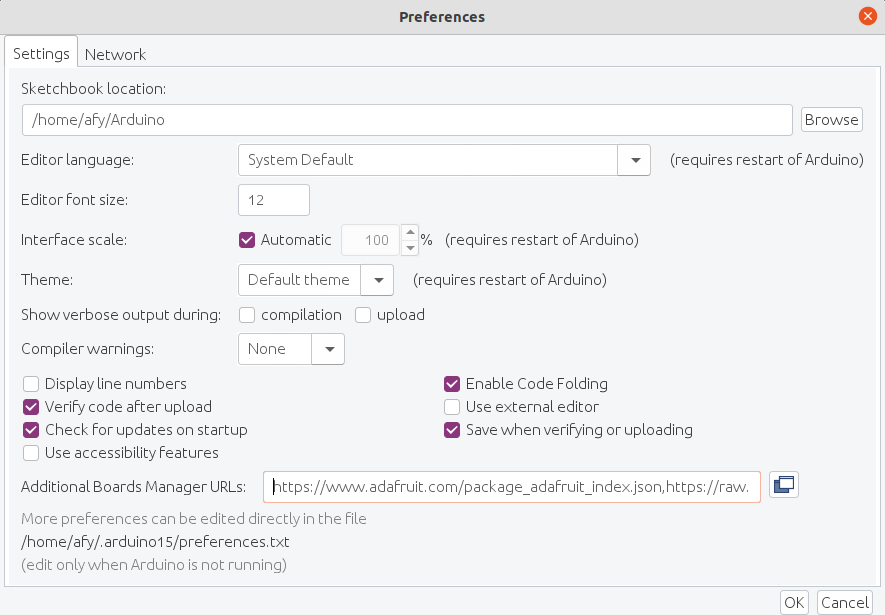 Preferences
Settings Network
Sketchbook location:
/home/afy/Arduino Browse
Editor language: System Default (requires restart of Arduino)
Editor font size: 12
Interface scale: Automatic 100 % (requires restart of Arduino)
Theme: Default theme (requires restart of Arduino)
Show verbose output during: compilation upload
Compiler warnings: None
Display line numbers Enable Code Folding
Verify code after upload Use external editor
Check for updates on startup Save when verifying or uploading
Use accessibility features
Additional Boards Manager URLs: https://www.adafruit.com/package_adafruit_index.json,https://raw.
More preferences can be edited directly in the file
/home/afy/.arduino15/preferences.txt
(edit only when Arduino is not running)
OK Cancel